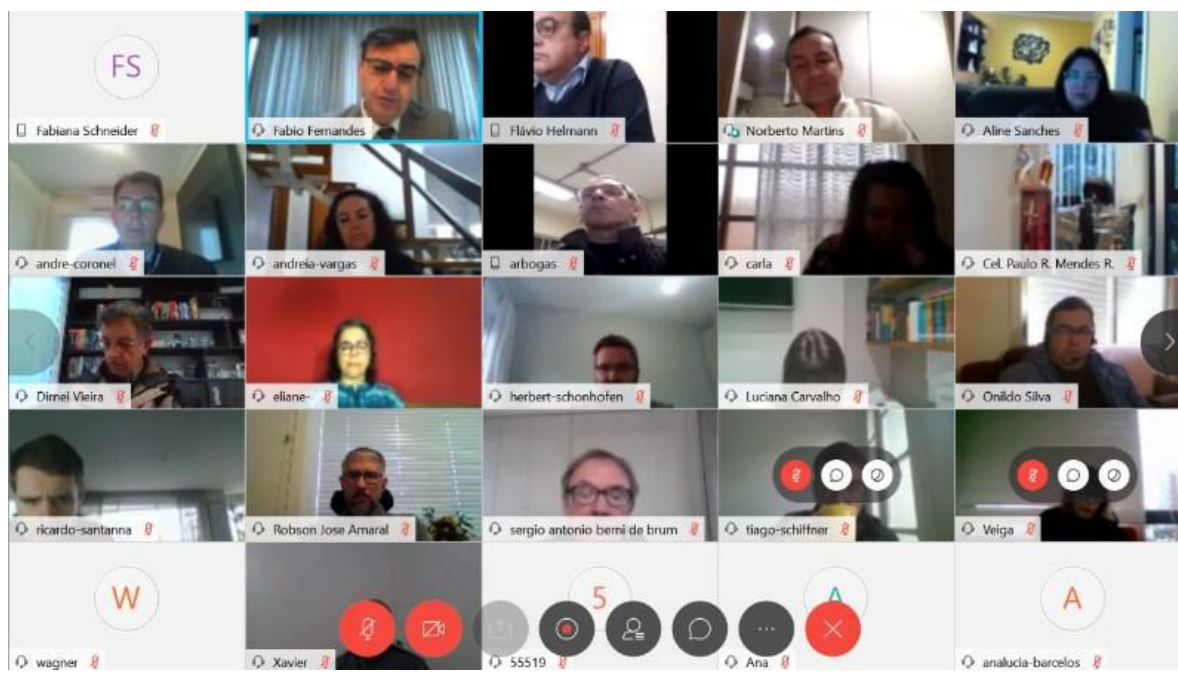 FS
Fabiana Schneider
Fabio Fernandes
Flávio Helmann
Norberto Martins
Aline Sanches
andre-coronel
andreia-vargas
arbogas
carla
Cel. Paulo R. Mendes R.
Dirnei Vieira
eliane-
herbert-schonhofen
Luciana Carvalho
Onildo Silva
ricardo-santanna
Robson Jose Amaral
sergio antonio berni de brum
tiago-schiffner
Veiga
W
5
A
A
wagner
Xavier
55519
Ana
analucia-barcelos